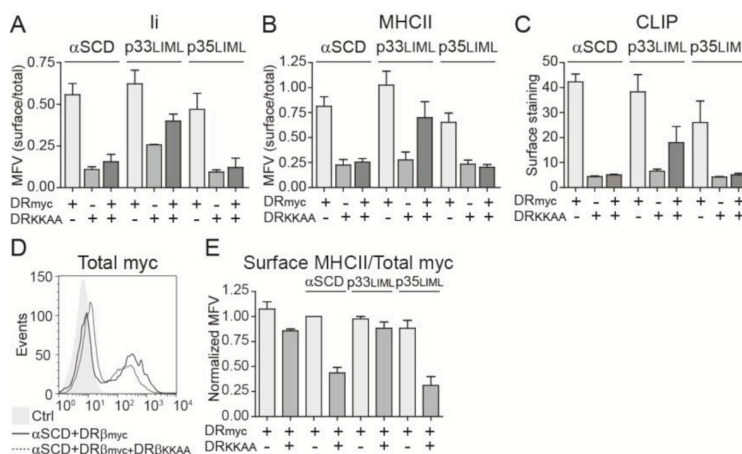 A
Ii
αSCD p33LIML p35LIML
MFV (surface/total)
0.75
0.50
0.25
0.00
DRmyc + - + + - + + - +
DRKKAA - + + - + + - + +
B
MHCII
αSCD p33LIML p35LIML
MFV (surface/total)
1.25
1.00
0.75
0.50
0.25
0.00
DRmyc + - + + - + + - +
DRKKAA - + + - + + - + +
C
CLIP
αSCD p33LIML p35LIML
Surface staining
50
40
30
20
10
0
DRmyc + - + + - + + - +
DRKKAA - + + - + + - + +
D
Total myc
Events
150
100
50
0
10⁰ 10¹ 10² 10³ 10⁴
Ctrl
αSCD+DRβmyc
αSCD+DRβmyc+DRβKKAA
E
Surface MHCII/Total myc
αSCD p33LIML p35LIML
Normalized MFV
1.25
1.00
0.75
0.50
0.25
0.00
DRmyc + + + + + + + +
DRKKAA - + - + - + - +